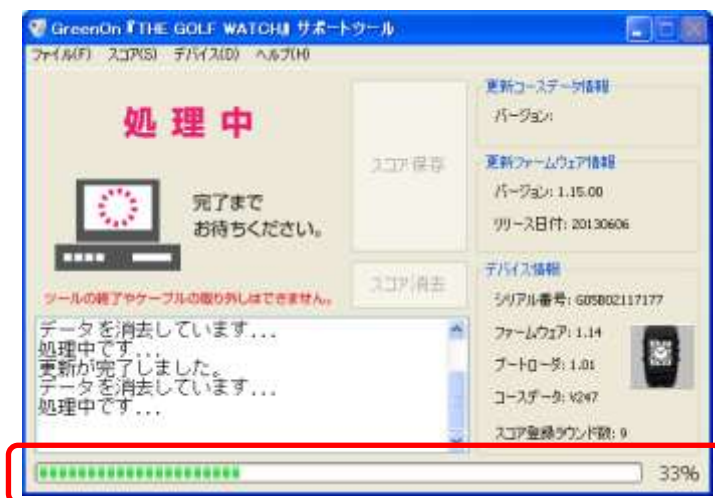 GreenOn『THE GOLF WATCH』サポートツール
ファイル(F) スコア(S) デバイス(D) ヘルプ(H)
処理中
完了まで
お待ちください。
ツールの終了やケーブルの取り外しはできません。
スコア保存
スコア消去
データを消去しています...
処理中です...
更新が完了しました。
データを消去しています...
処理中です...
更新コースデータ情報
バージョン:
更新ファームウェア情報
バージョン: 1.15.00
リリース日付: 20130606
デバイス情報
シリアル番号: G05B02117177
ファームウェア: 1.14
ブートローダ: 1.01
コースデータ: V247
スコア登録ラウンド数: 9
33%